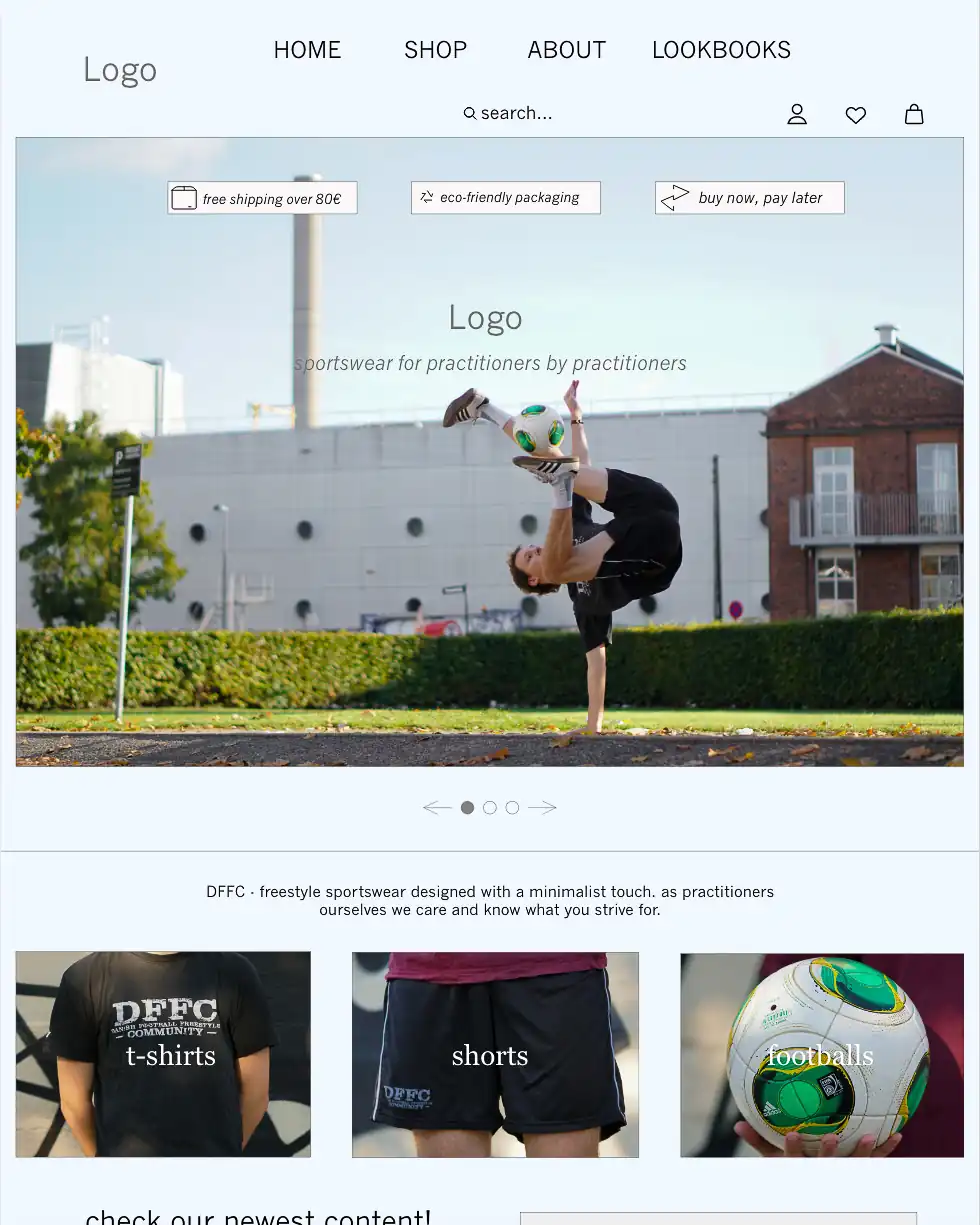 Logo
HOME SHOP ABOUT LOOKBOOKS
search...
free shipping over 80€
eco-friendly packaging
buy now, pay later
Logo
sportswear for practitioners by practitioners
P
DFFC · freestyle sportswear designed with a minimalist touch. as practitioners
ourselves we care and know what you strive for.
DFFC
DANISH FOOTBALL FREESTYLE
COMMUNITY
t-shirts
shorts
DFFC
COMMUNITY
footballs
check our newest content!